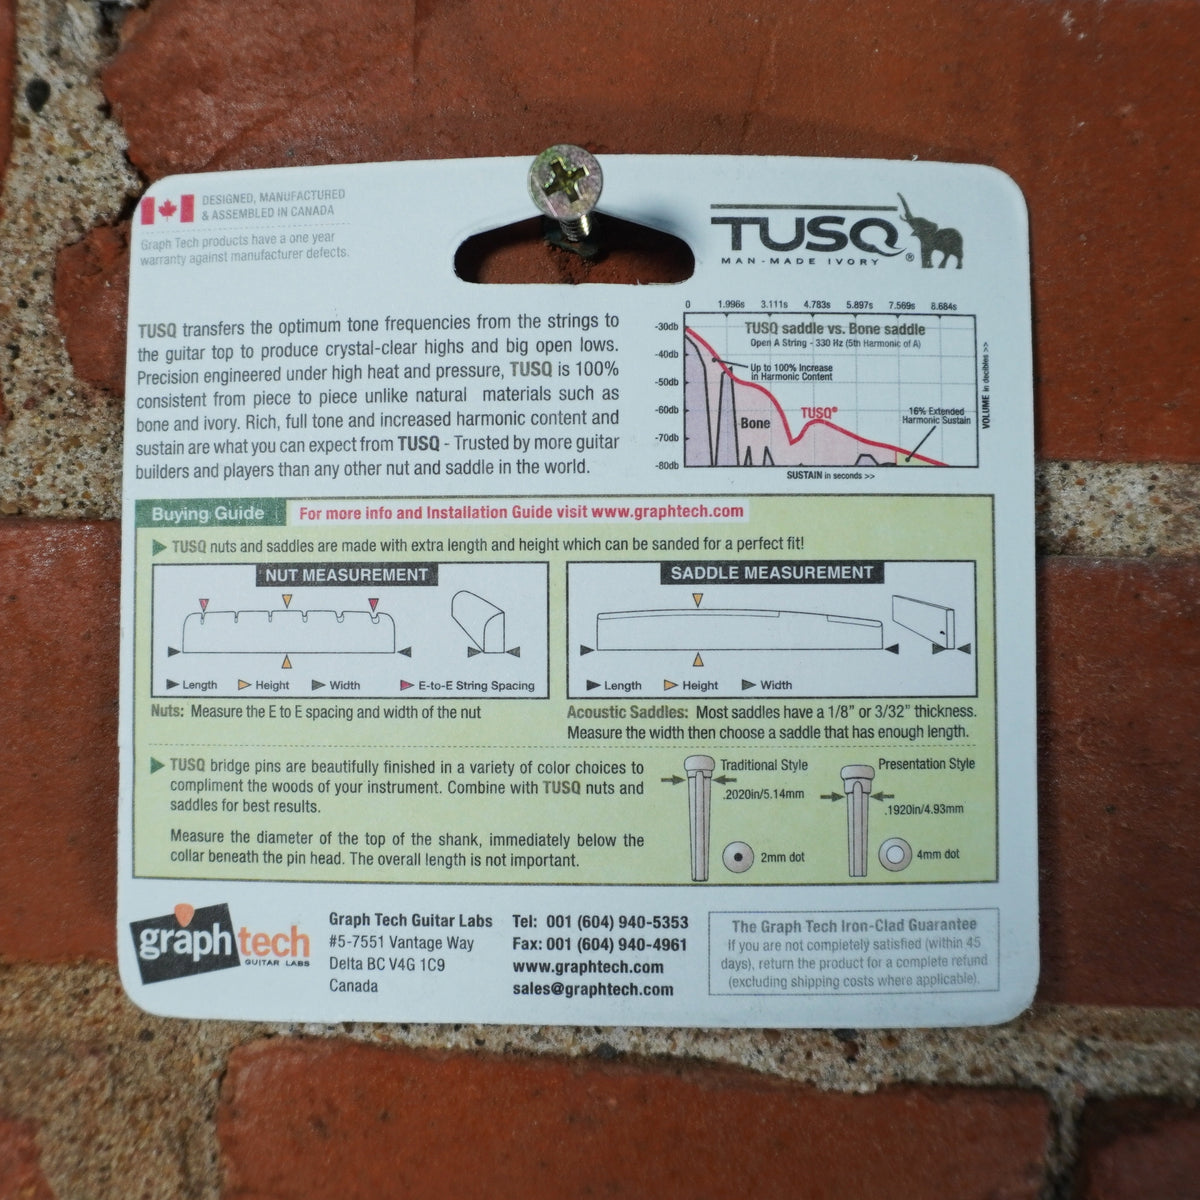 DESIGNED, MANUFACTURED
& ASSEMBLED IN CANADA
Graph Tech products have a one year
warranty against manufacturer defects.
TUSQ®
MAN-MADE IVORY
TUSQ transfers the optimum tone frequencies from the strings to
the guitar top to produce crystal-clear highs and big open lows.
Precision engineered under high heat and pressure, TUSQ is 100%
consistent from piece to piece unlike natural materials such as
bone and ivory. Rich, full tone and increased harmonic content and
sustain are what you can expect from TUSQ - Trusted by more guitar
builders and players than any other nut and saddle in the world.
0 1.996s 3.111s 4.783s 5.897s 7.569s 8.684s
TUSQ saddle vs. Bone saddle
Open A String - 330 Hz (5th Harmonic of A)
-30db
-40db
-50db
-60db
-70db
-80db
Up to 100% Increase
in Harmonic Content
Bone
TUSQ®
16% Extended
Harmonic Sustain
VOLUME in decibles >>
SUSTAIN in seconds >>
Buying Guide
For more info and Installation Guide visit www.graphtech.com
TUSQ nuts and saddles are made with extra length and height which can be sanded for a perfect fit!
NUT MEASUREMENT
Length Height Width E-to-E String Spacing
Nuts: Measure the E to E spacing and width of the nut
SADDLE MEASUREMENT
Length Height Width
Acoustic Saddles: Most saddles have a 1/8" or 3/32" thickness.
Measure the width then choose a saddle that has enough length.
TUSQ bridge pins are beautifully finished in a variety of color choices to
compliment the woods of your instrument. Combine with TUSQ nuts and
saddles for best results.
Measure the diameter of the top of the shank, immediately below the
collar beneath the pin head. The overall length is not important.
Traditional Style
.2020in/5.14mm
2mm dot
Presentation Style
.1920in/4.93mm
4mm dot
graphtech
GUITAR LABS
Graph Tech Guitar Labs
#5-7551 Vantage Way
Delta BC V4G 1C9
Canada
Tel: 001 (604) 940-5353
Fax: 001 (604) 940-4961
www.graphtech.com
sales@graphtech.com
The Graph Tech Iron-Clad Guarantee
If you are not completely satisfied (within 45
days), return the product for a complete refund
(excluding shipping costs where applicable).